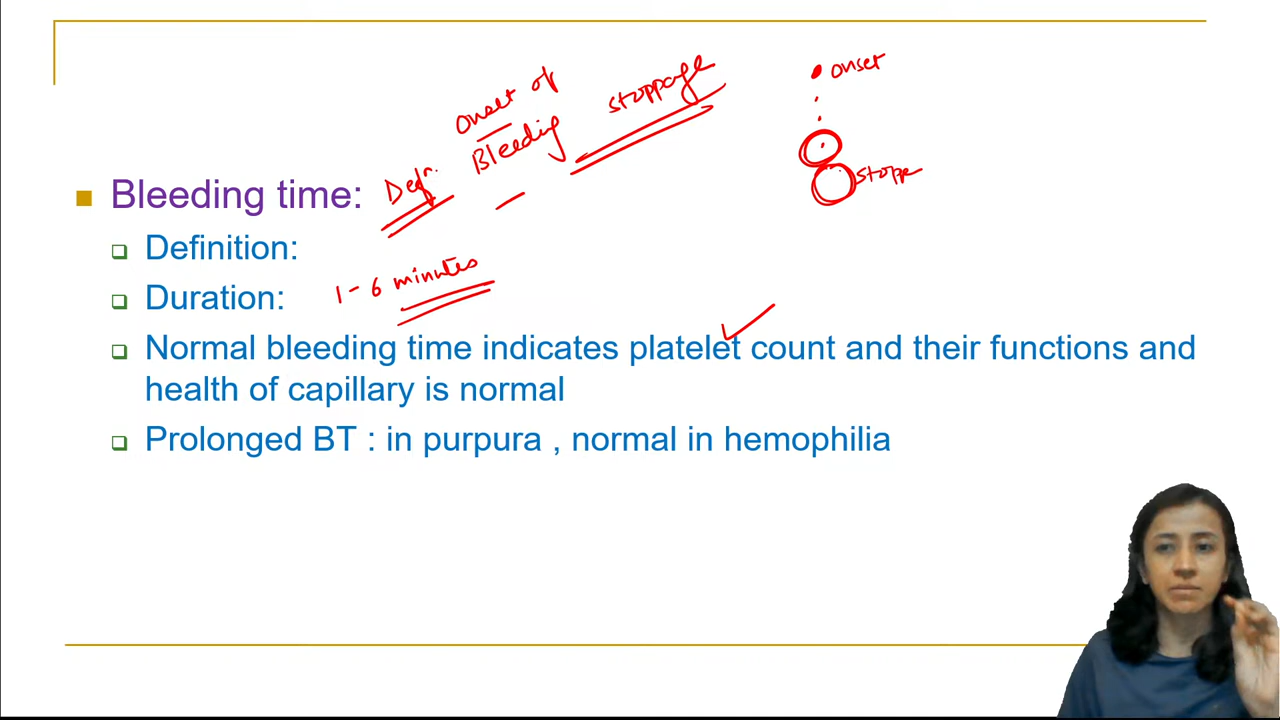 onset of
Bleeding
stoppage
onset
stoppe
Bleeding time:
Defn.
Definition:
1-6 minutes
Duration:
Normal bleeding time indicates platelet count and their functions and
health of capillary is normal
Prolonged BT : in purpura , normal in hemophilia